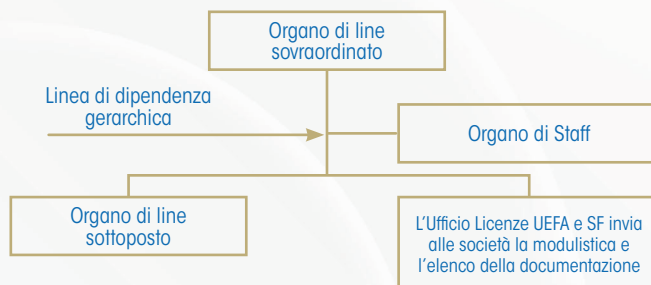 Organo di line
sovraordinato
Linea di dipendenza
gerarchica
Organo di Staff
Organo di line
sottoposto
L'Ufficio Licenze UEFA e SF invia
alle società la modulistica e
l'elenco della documentazione